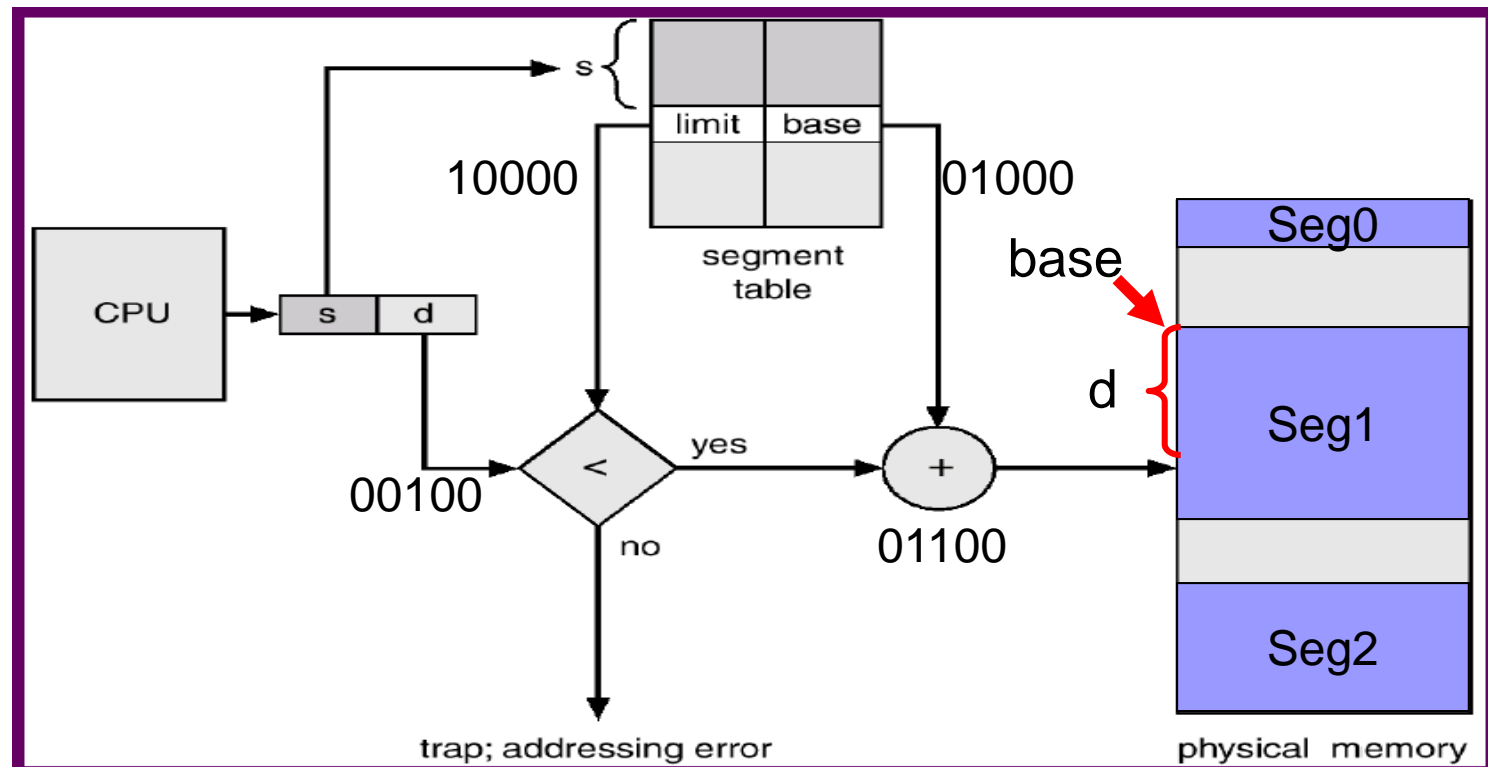 s
limit base
10000
01000
Seg0
segment
table
base
CPU
s d
d
Seg1
<
yes
+
00100
no
01100
Seg2
trap; addressing error
physical memory